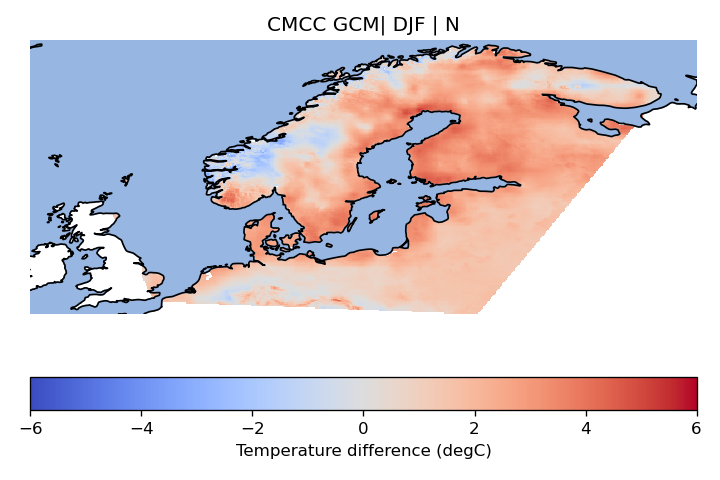 CMCC GCM| DJF | N
−6 −4 −2 0 2 4 6
Temperature difference (degC)